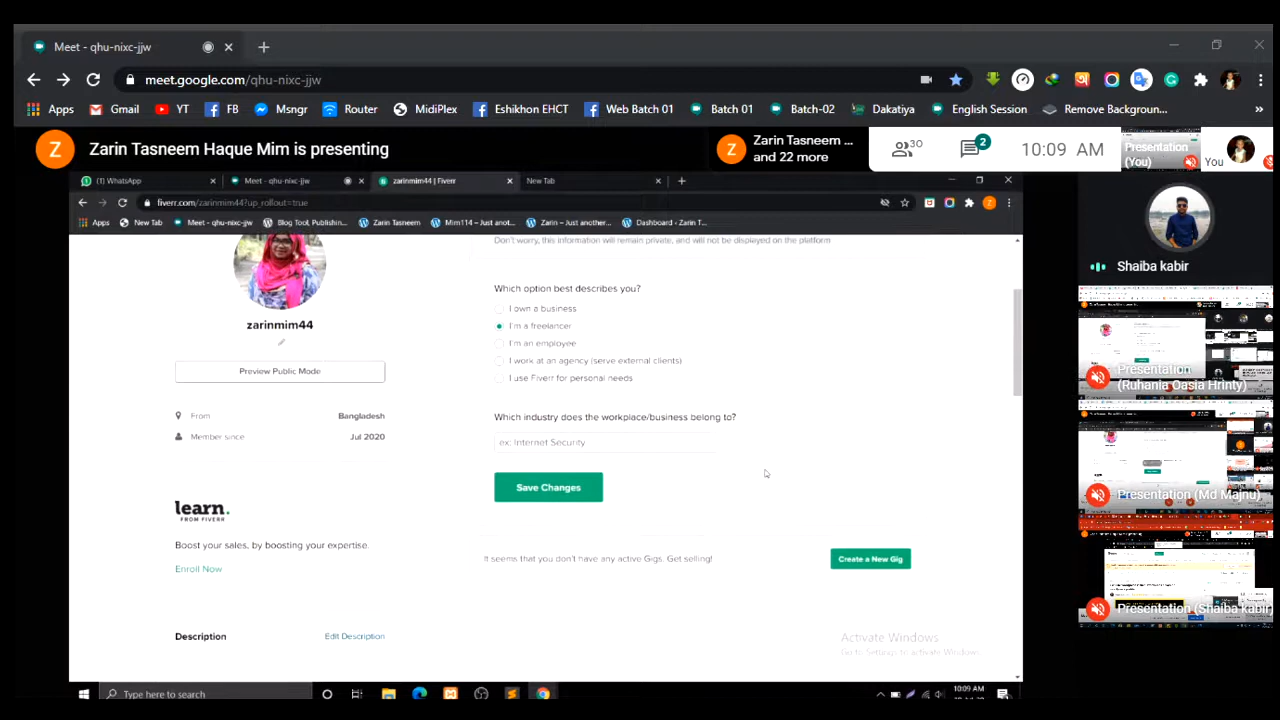 Meet - qhu-nixc-jjw
meet.google.com/qhu-nixc-jjw
Apps Gmail YT FB Msngr Router MidiPlex Eshikhon EHCT Web Batch 01 Batch 01 Batch-02 Dakatiya English Session Remove Backgroun... »
Z Zarin Tasneem Haque Mim is presenting
Z Zarin Tasneem ...
and 22 more
30
2
10:09 AM
Presentation
(You)
You
(1) WhatsApp Meet - qhu-nixc-jjw zarinmim44 | Fiverr New Tab
fiverr.com/zarinmim44?up_rollout=true
Apps New Tab Meet - qhu-nixc-jjw Blog Tool, Publishin... Zarin Tasneem Mim114 – Just anot... Zarin – Just another... Dashboard - Zarin T...
Don't worry, this information will remain private, and will not be displayed on the platform
Which option best describes you?
I own a business
I'm a freelancer
I'm an employee
I work at an agency (serve external clients)
I use Fiverr for personal needs
Which industry does the workplace/business belong to?
ex: Internet Security
Save Changes
It seems that you don't have any active Gigs. Get selling!
Create a New Gig
zarinmim44
Preview Public Mode
From Bangladesh
Member since Jul 2020
learn.
FROM FIVERR
Boost your sales, by boosting your expertise.
Enroll Now
Description Edit Description
Activate Windows
Go to Settings to activate Windows.
Type here to search
10:09 AM
Shaiba kabir
Presentation
(Ruhania Oasia Hrinty)
Presentation (Md Majnu)
Presentation (Shaiba kabir)